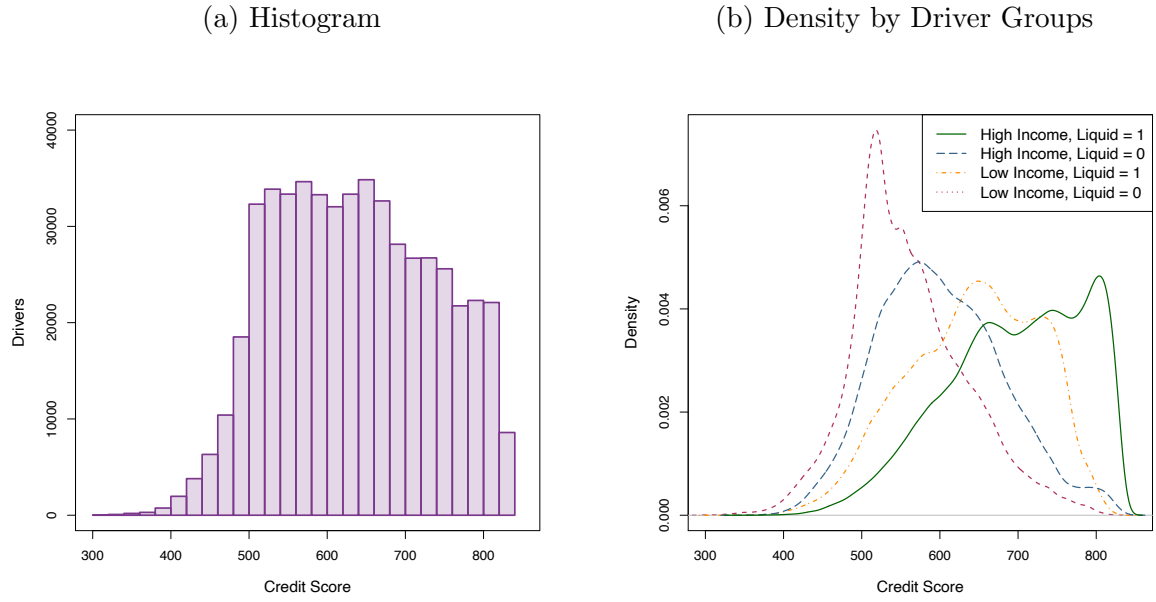 (a) Histogram
Drivers
40000
30000
20000
10000
0
300 400 500 600 700 800
Credit Score
(b) Density by Driver Groups
High Income, Liquid = 1
High Income, Liquid = 0
Low Income, Liquid = 1
Low Income, Liquid = 0
Density
0.006
0.004
0.002
0.000
300 400 500 600 700 800
Credit Score